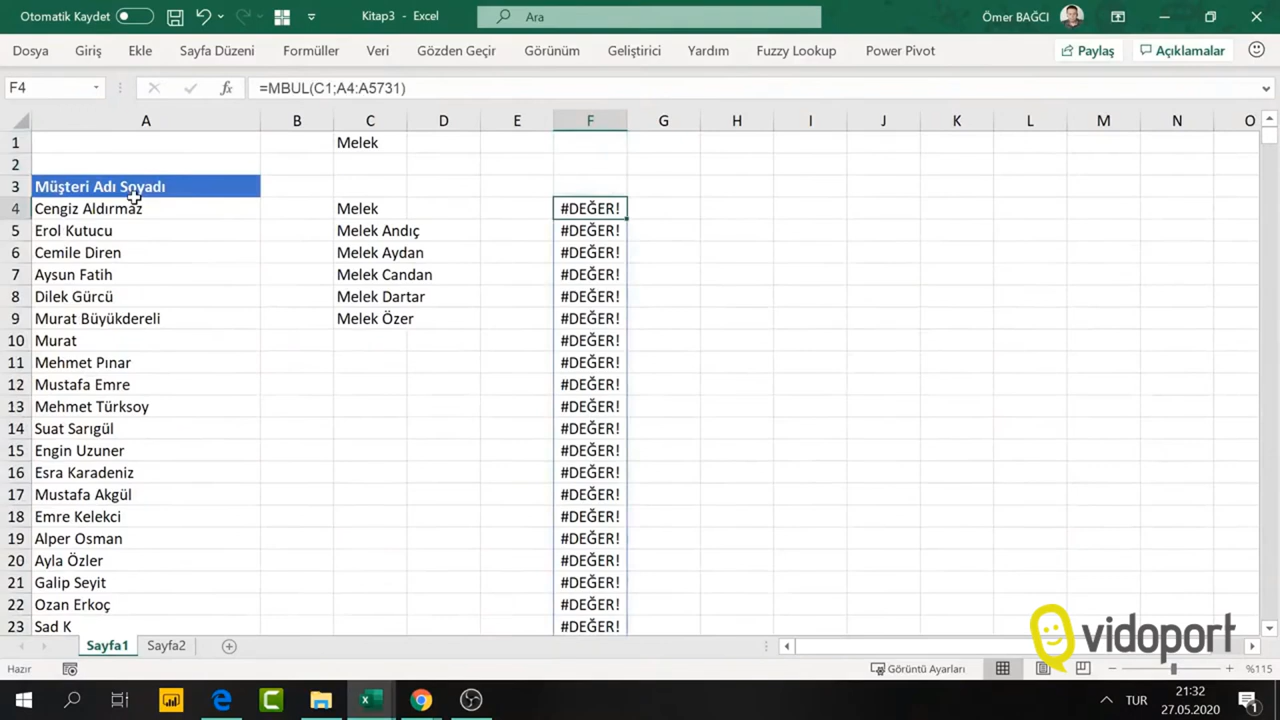 Otomatik Kaydet
Kitap3 - Excel
Ara
Ömer BAĞCI
Dosya Giriş Ekle Sayfa Düzeni Formüller Veri Gözden Geçir Görünüm Geliştirici Yardım Fuzzy Lookup Power Pivot Paylaş Açıklamalar
F4 fx =MBUL(C1;A4:A5731)
A B C D E F G H I J K L M N O
1 Melek
2
3 Müşteri Adı Soyadı
4 Cengiz Aldırmaz Melek #DEĞER!
5 Erol Kutucu Melek Andıç #DEĞER!
6 Cemile Diren Melek Aydan #DEĞER!
7 Aysun Fatih Melek Candan #DEĞER!
8 Dilek Gürcü Melek Dartar #DEĞER!
9 Murat Büyükdereli Melek Özer #DEĞER!
10 Murat #DEĞER!
11 Mehmet Pınar #DEĞER!
12 Mustafa Emre #DEĞER!
13 Mehmet Türksoy #DEĞER!
14 Suat Sarıgül #DEĞER!
15 Engin Uzuner #DEĞER!
16 Esra Karadeniz #DEĞER!
17 Mustafa Akgül #DEĞER!
18 Emre Kelekci #DEĞER!
19 Alper Osman #DEĞER!
20 Ayla Özler #DEĞER!
21 Galip Seyit #DEĞER!
22 Ozan Erkoç #DEĞER!
23 Sad K #DEĞER!
vidoport
Sayfa1 Sayfa2
Hazır Görüntü Ayarları %115
TUR 21:32
27.05.2020
1